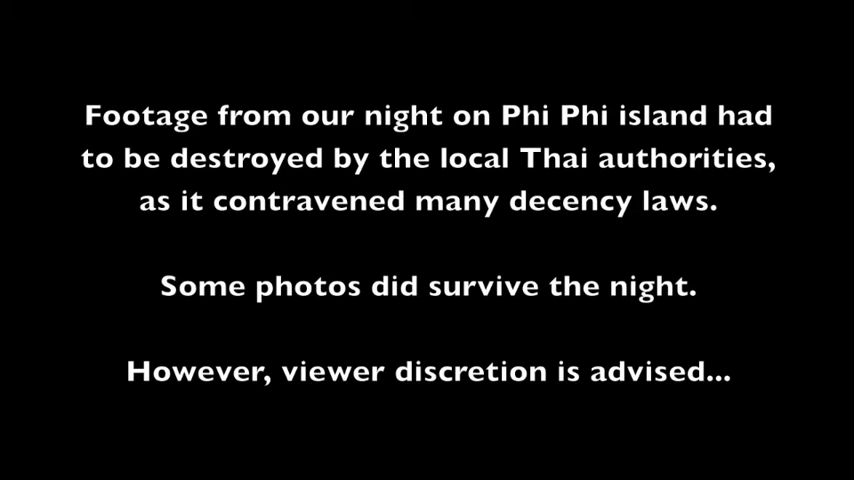 Footage from our night on Phi Phi island had
to be destroyed by the local Thai authorities,
as it contravened many decency laws.
Some photos did survive the night.
However, viewer discretion is advised...